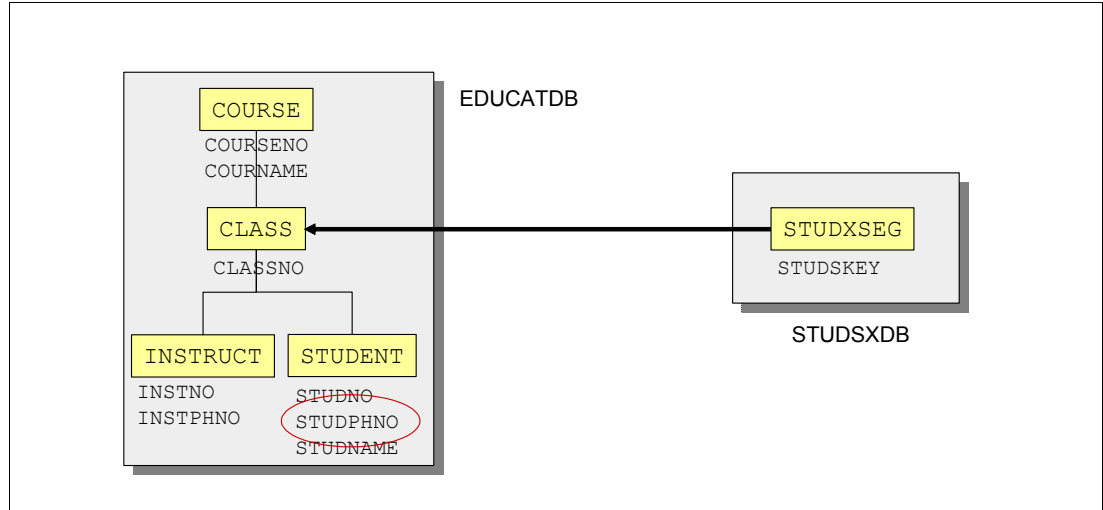 EDUCATDB
COURSE
COURSENO
COURNAME
CLASS
CLASSNO
INSTRUCT
INSTNO
INSTPHNO
STUDENT
STUDNO
STUDPHNO
STUDNAME
STUDXSEG
STUDSKEY
STUDSXDB